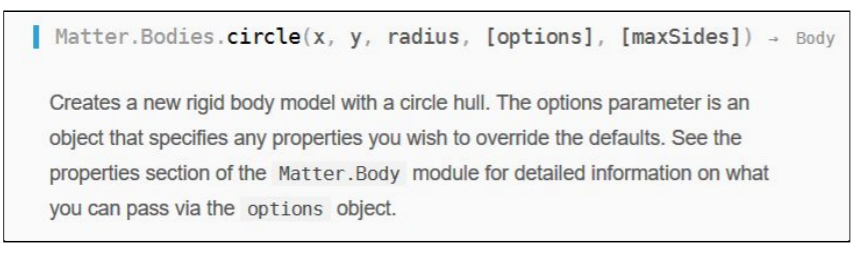 Matter.Bodies.circle(x, y, radius, [options], [maxSides]) → Body
Creates a new rigid body model with a circle hull. The options parameter is an
object that specifies any properties you wish to override the defaults. See the
properties section of the Matter.Body module for detailed information on what
you can pass via the options object.